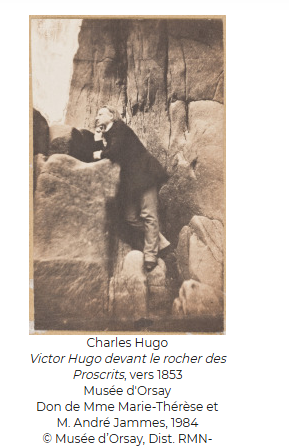 Charles Hugo
Victor Hugo devant le rocher des
Proscrits, vers 1853
Musée d'Orsay
Don de Mme Marie-Thérèse et
M. André Jammes, 1984
© Musée d'Orsay, Dist. RMN-